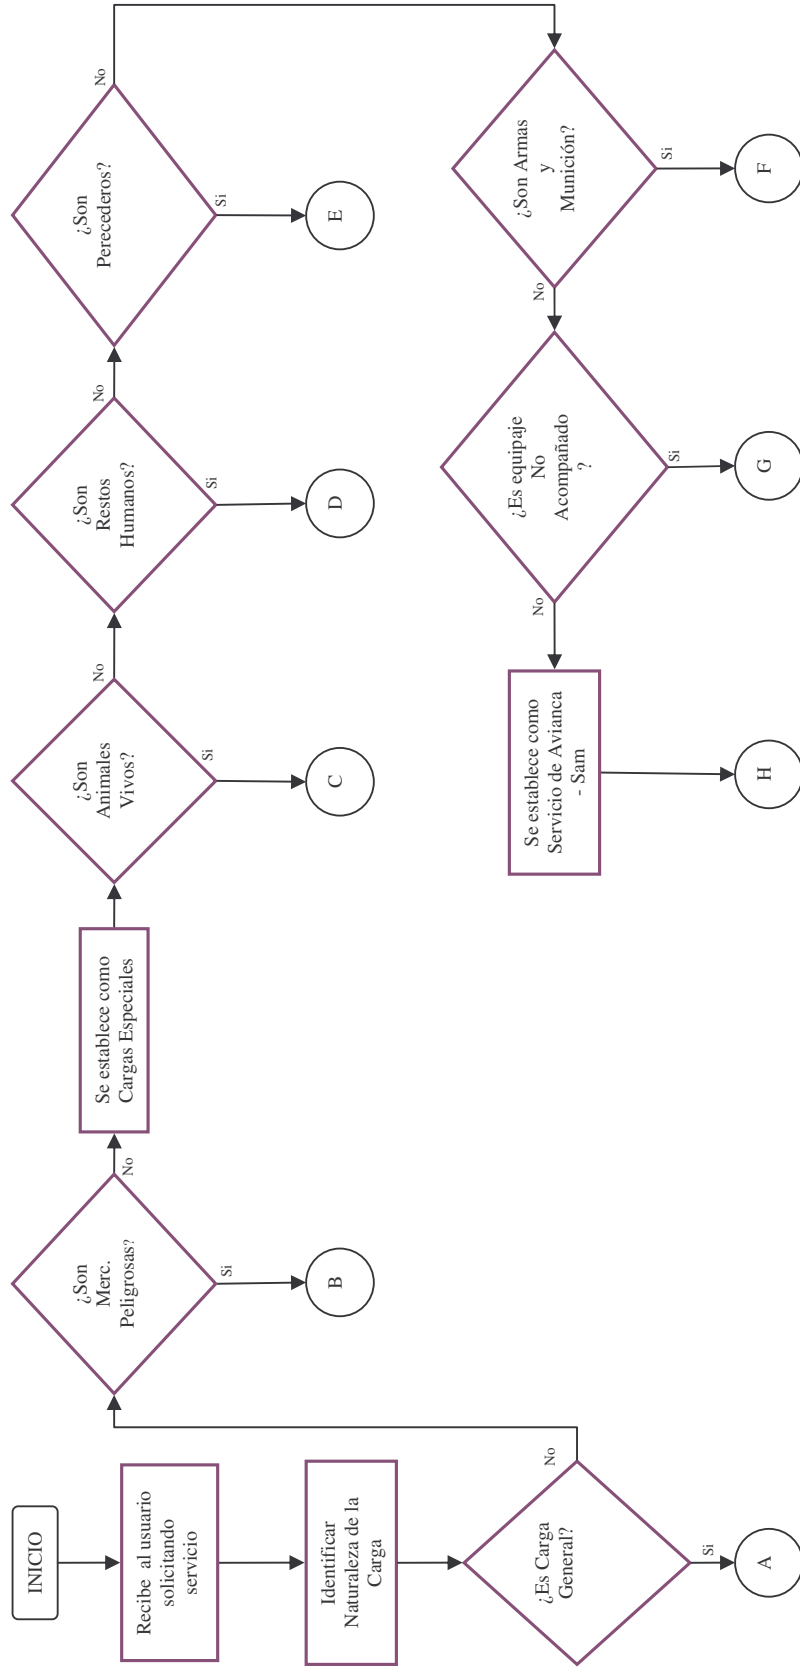 INICIO
Recibe al usuario
solicitando
servicio
Identificar
Naturaleza de la
Carga
¿Es Carga
General?
Si
A
No
¿Son
Merc.
Peligrosas?
Si
B
No
Se establece como
Cargas Especiales
¿Son
Animales
Vivos?
Si
C
No
¿Son
Restos
Humanos?
Si
D
No
¿Son
Perecederos?
Si
E
No
¿Son Armas
y
Munición?
Si
F
No
¿Es equipaje
No
Acompañado
?
Si
G
No
Se establece como
Servicio de Avianca
- Sam
H